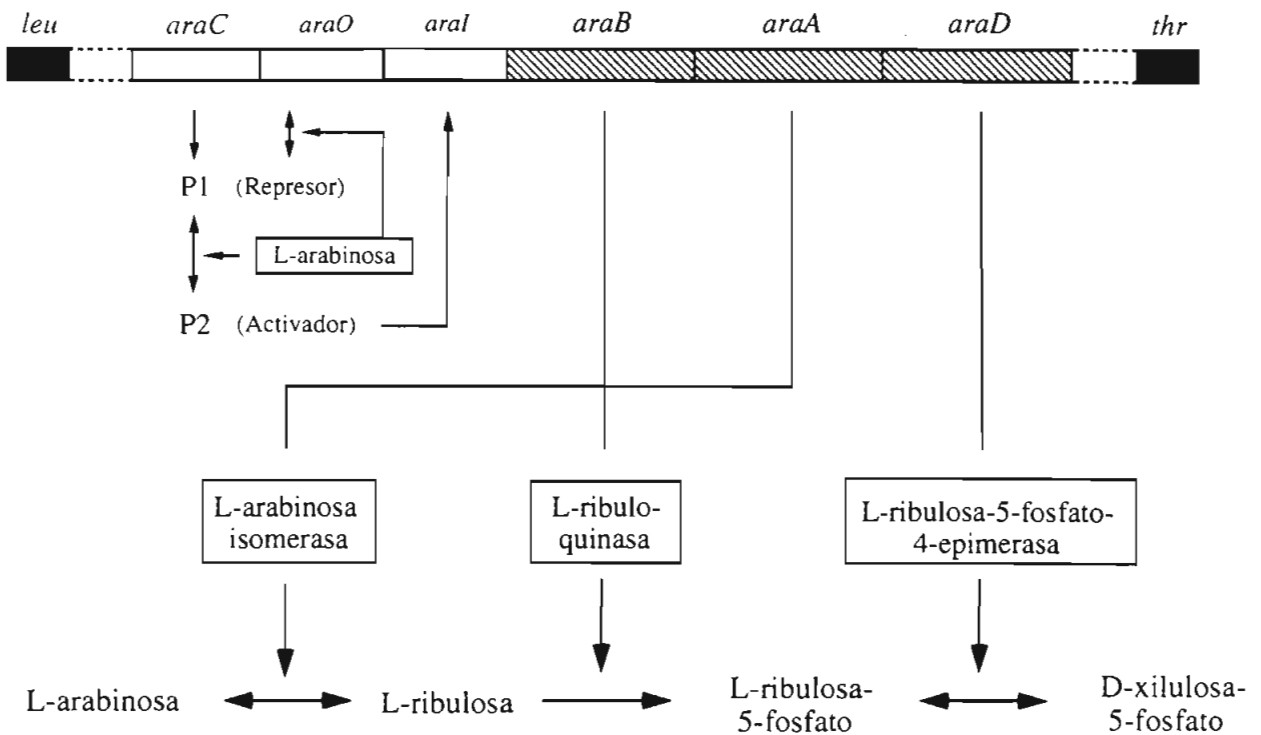 leu araC araO araI araB araA araD thr
P1 (Represor)
L-arabinosa
P2 (Activador)
L-arabinosa
isomerasa
L-ribulo-
quinasa
L-ribulosa-5-fosfato-
4-epimerasa
L-arabinosa
L-ribulosa
L-ribulosa-
5-fosfato
D-xilulosa-
5-fosfato